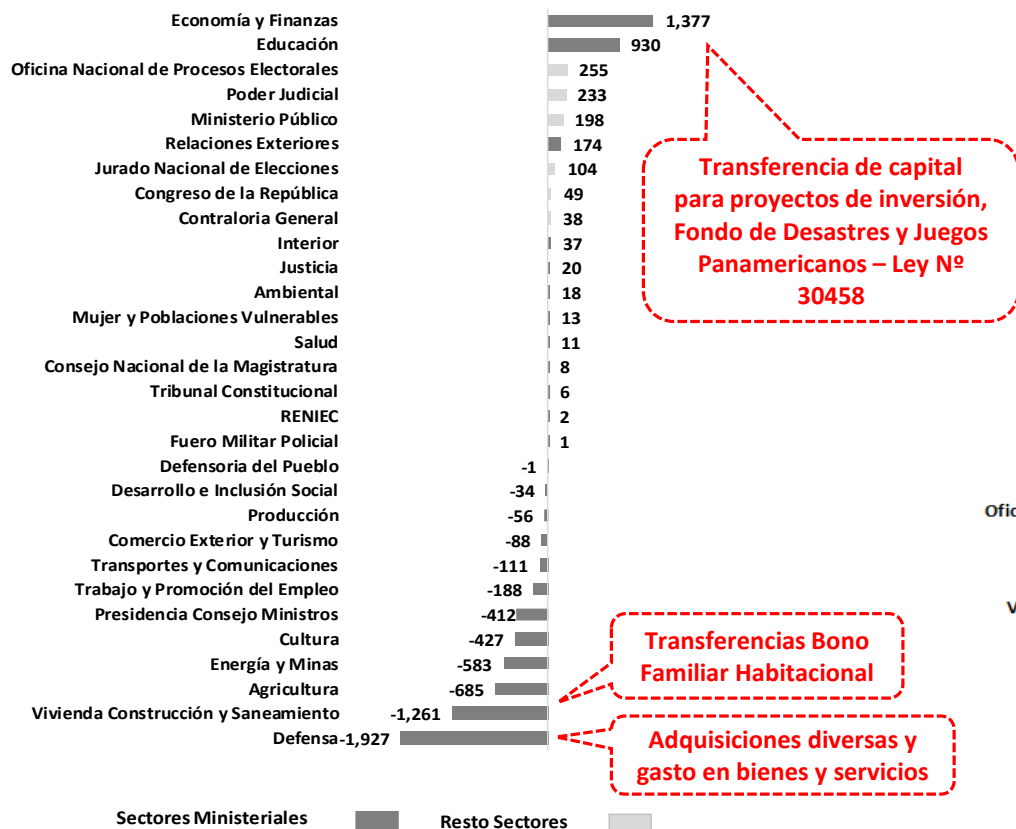 Economía y Finanzas 1,377
Educación 930
Oficina Nacional de Procesos Electorales 255
Poder Judicial 233
Ministerio Público 198
Relaciones Exteriores 174
Jurado Nacional de Elecciones 104
Congreso de la República 49
Contraloria General 38
Interior 37
Justicia 20
Ambiental 18
Mujer y Poblaciones Vulnerables 13
Salud 11
Consejo Nacional de la Magistratura 8
Tribunal Constitucional 6
RENIEC 2
Fuero Militar Policial 1
Defensoria del Pueblo -1
Desarrollo e Inclusión Social -34
Producción -56
Comercio Exterior y Turismo -88
Transportes y Comunicaciones -111
Trabajo y Promoción del Empleo -188
Presidencia Consejo Ministros -412
Cultura -427
Energía y Minas -583
Agricultura -685
Vivienda Construcción y Saneamiento -1,261
Defensa -1,927
Transferencia de capital
para proyectos de inversión,
Fondo de Desastres y Juegos
Panamericanos – Ley Nº
30458
Ofic
V
Transferencias Bono
Familiar Habitacional
Adquisiciones diversas y
gasto en bienes y servicios
Sectores Ministeriales Resto Sectores